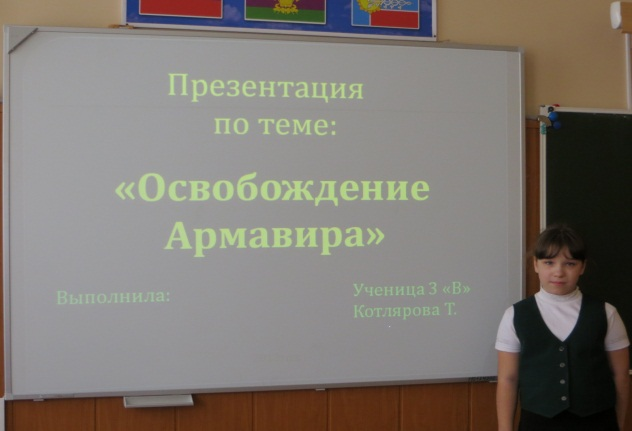 Презентация
по теме:
«Освобождение
Армавира»
Выполнила:
Ученица 3 «В»
Котлярова Т.